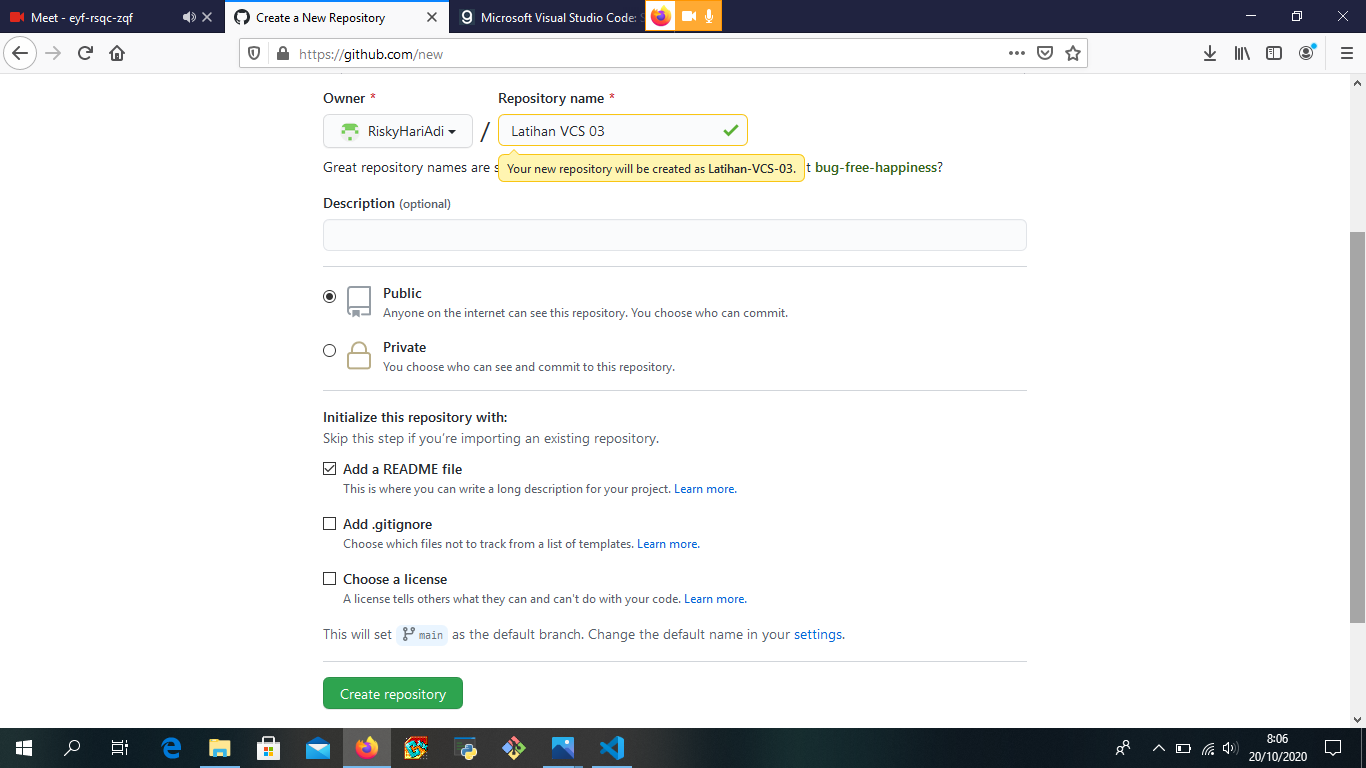 Meet - eyf-rsqc-zqf
Create a New Repository
Microsoft Visual Studio Code:
https://github.com/new
Owner *
Repository name *
RiskyHariAdi
/
Latihan VCS 03
Great repository names are
Your new repository will be created as Latihan-VCS-03.
bug-free-happiness?
Description (optional)
Public
Anyone on the internet can see this repository. You choose who can commit.
Private
You choose who can see and commit to this repository.
Initialize this repository with:
Skip this step if you're importing an existing repository.
Add a README file
This is where you can write a long description for your project. Learn more.
Add .gitignore
Choose which files not to track from a list of templates. Learn more.
Choose a license
A license tells others what they can and can't do with your code. Learn more.
This will set main as the default branch. Change the default name in your settings.
Create repository
8:06
20/10/2020